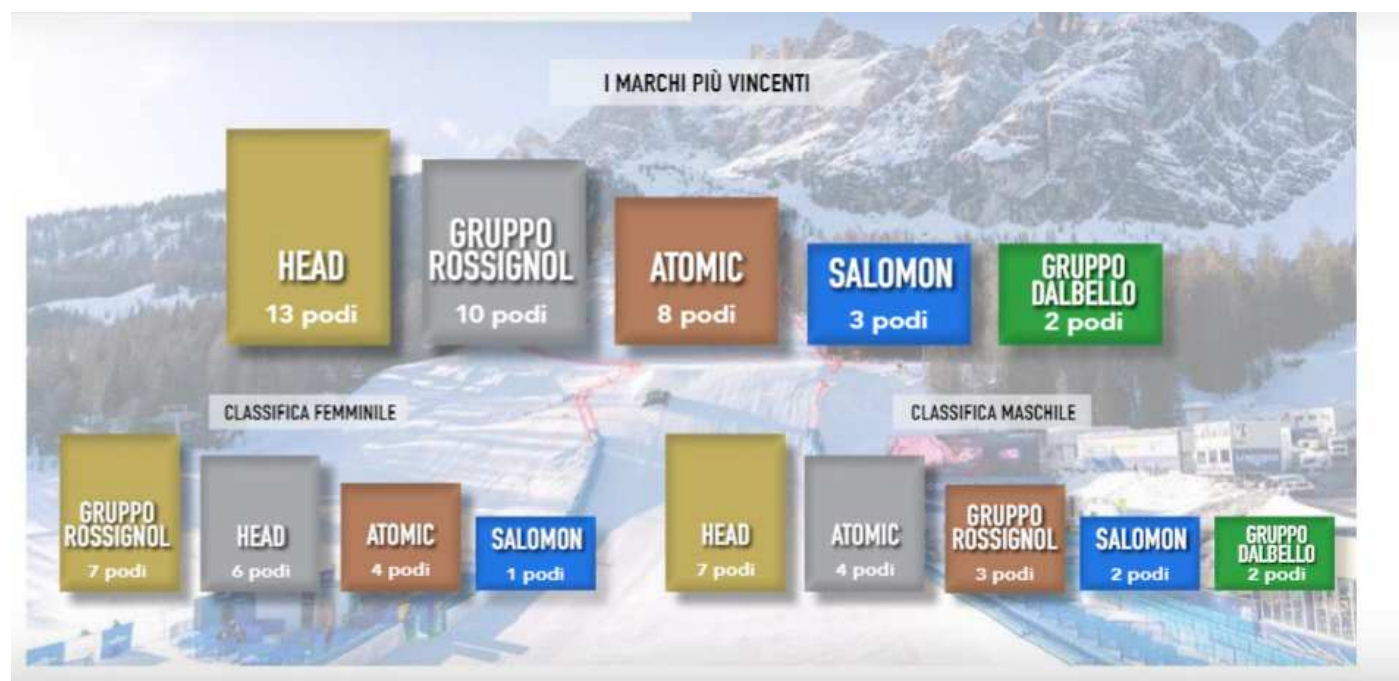 I MARCHI PIÙ VINCENTI
HEAD
13 podi
GRUPPO
ROSSIGNOL
10 podi
ATOMIC
8 podi
SALOMON
3 podi
GRUPPO
DALBELLO
2 podi
CLASSIFICA FEMMINILE
GRUPPO
ROSSIGNOL
7 podi
HEAD
6 podi
ATOMIC
4 podi
SALOMON
1 podi
CLASSIFICA MASCHILE
HEAD
7 podi
ATOMIC
4 podi
GRUPPO
ROSSIGNOL
3 podi
SALOMON
2 podi
GRUPPO
DALBELLO
2 podi